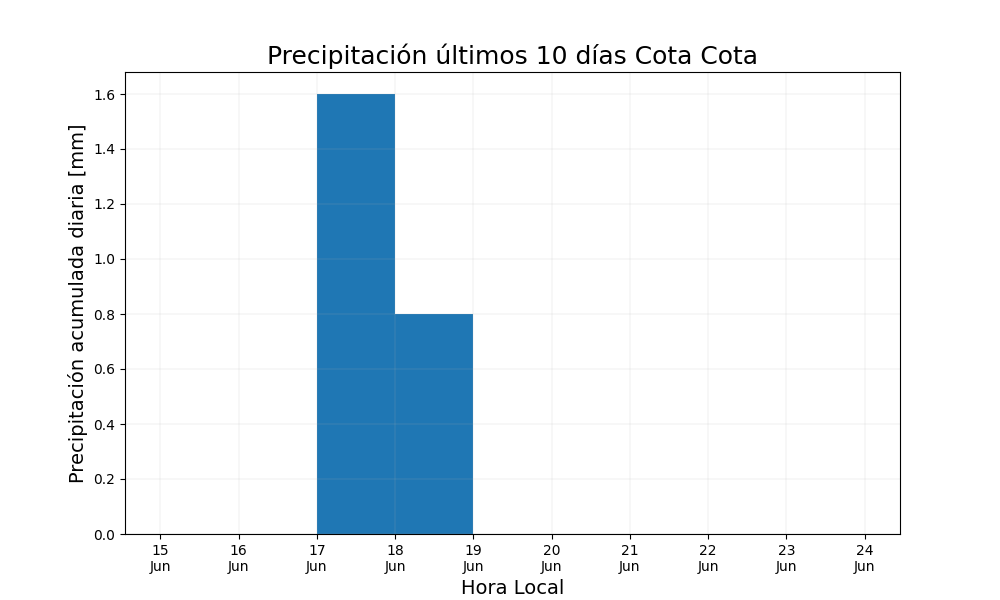 Precipitación últimos 10 días Cota Cota
Precipitación acumulada diaria [mm]
1.6
1.4
1.2
1.0
0.8
0.6
0.4
0.2
0.0
15 16 17 18 19 20 21 22 23 24
Jun Jun Jun Jun Jun Jun Jun Jun Jun Jun
Hora Local